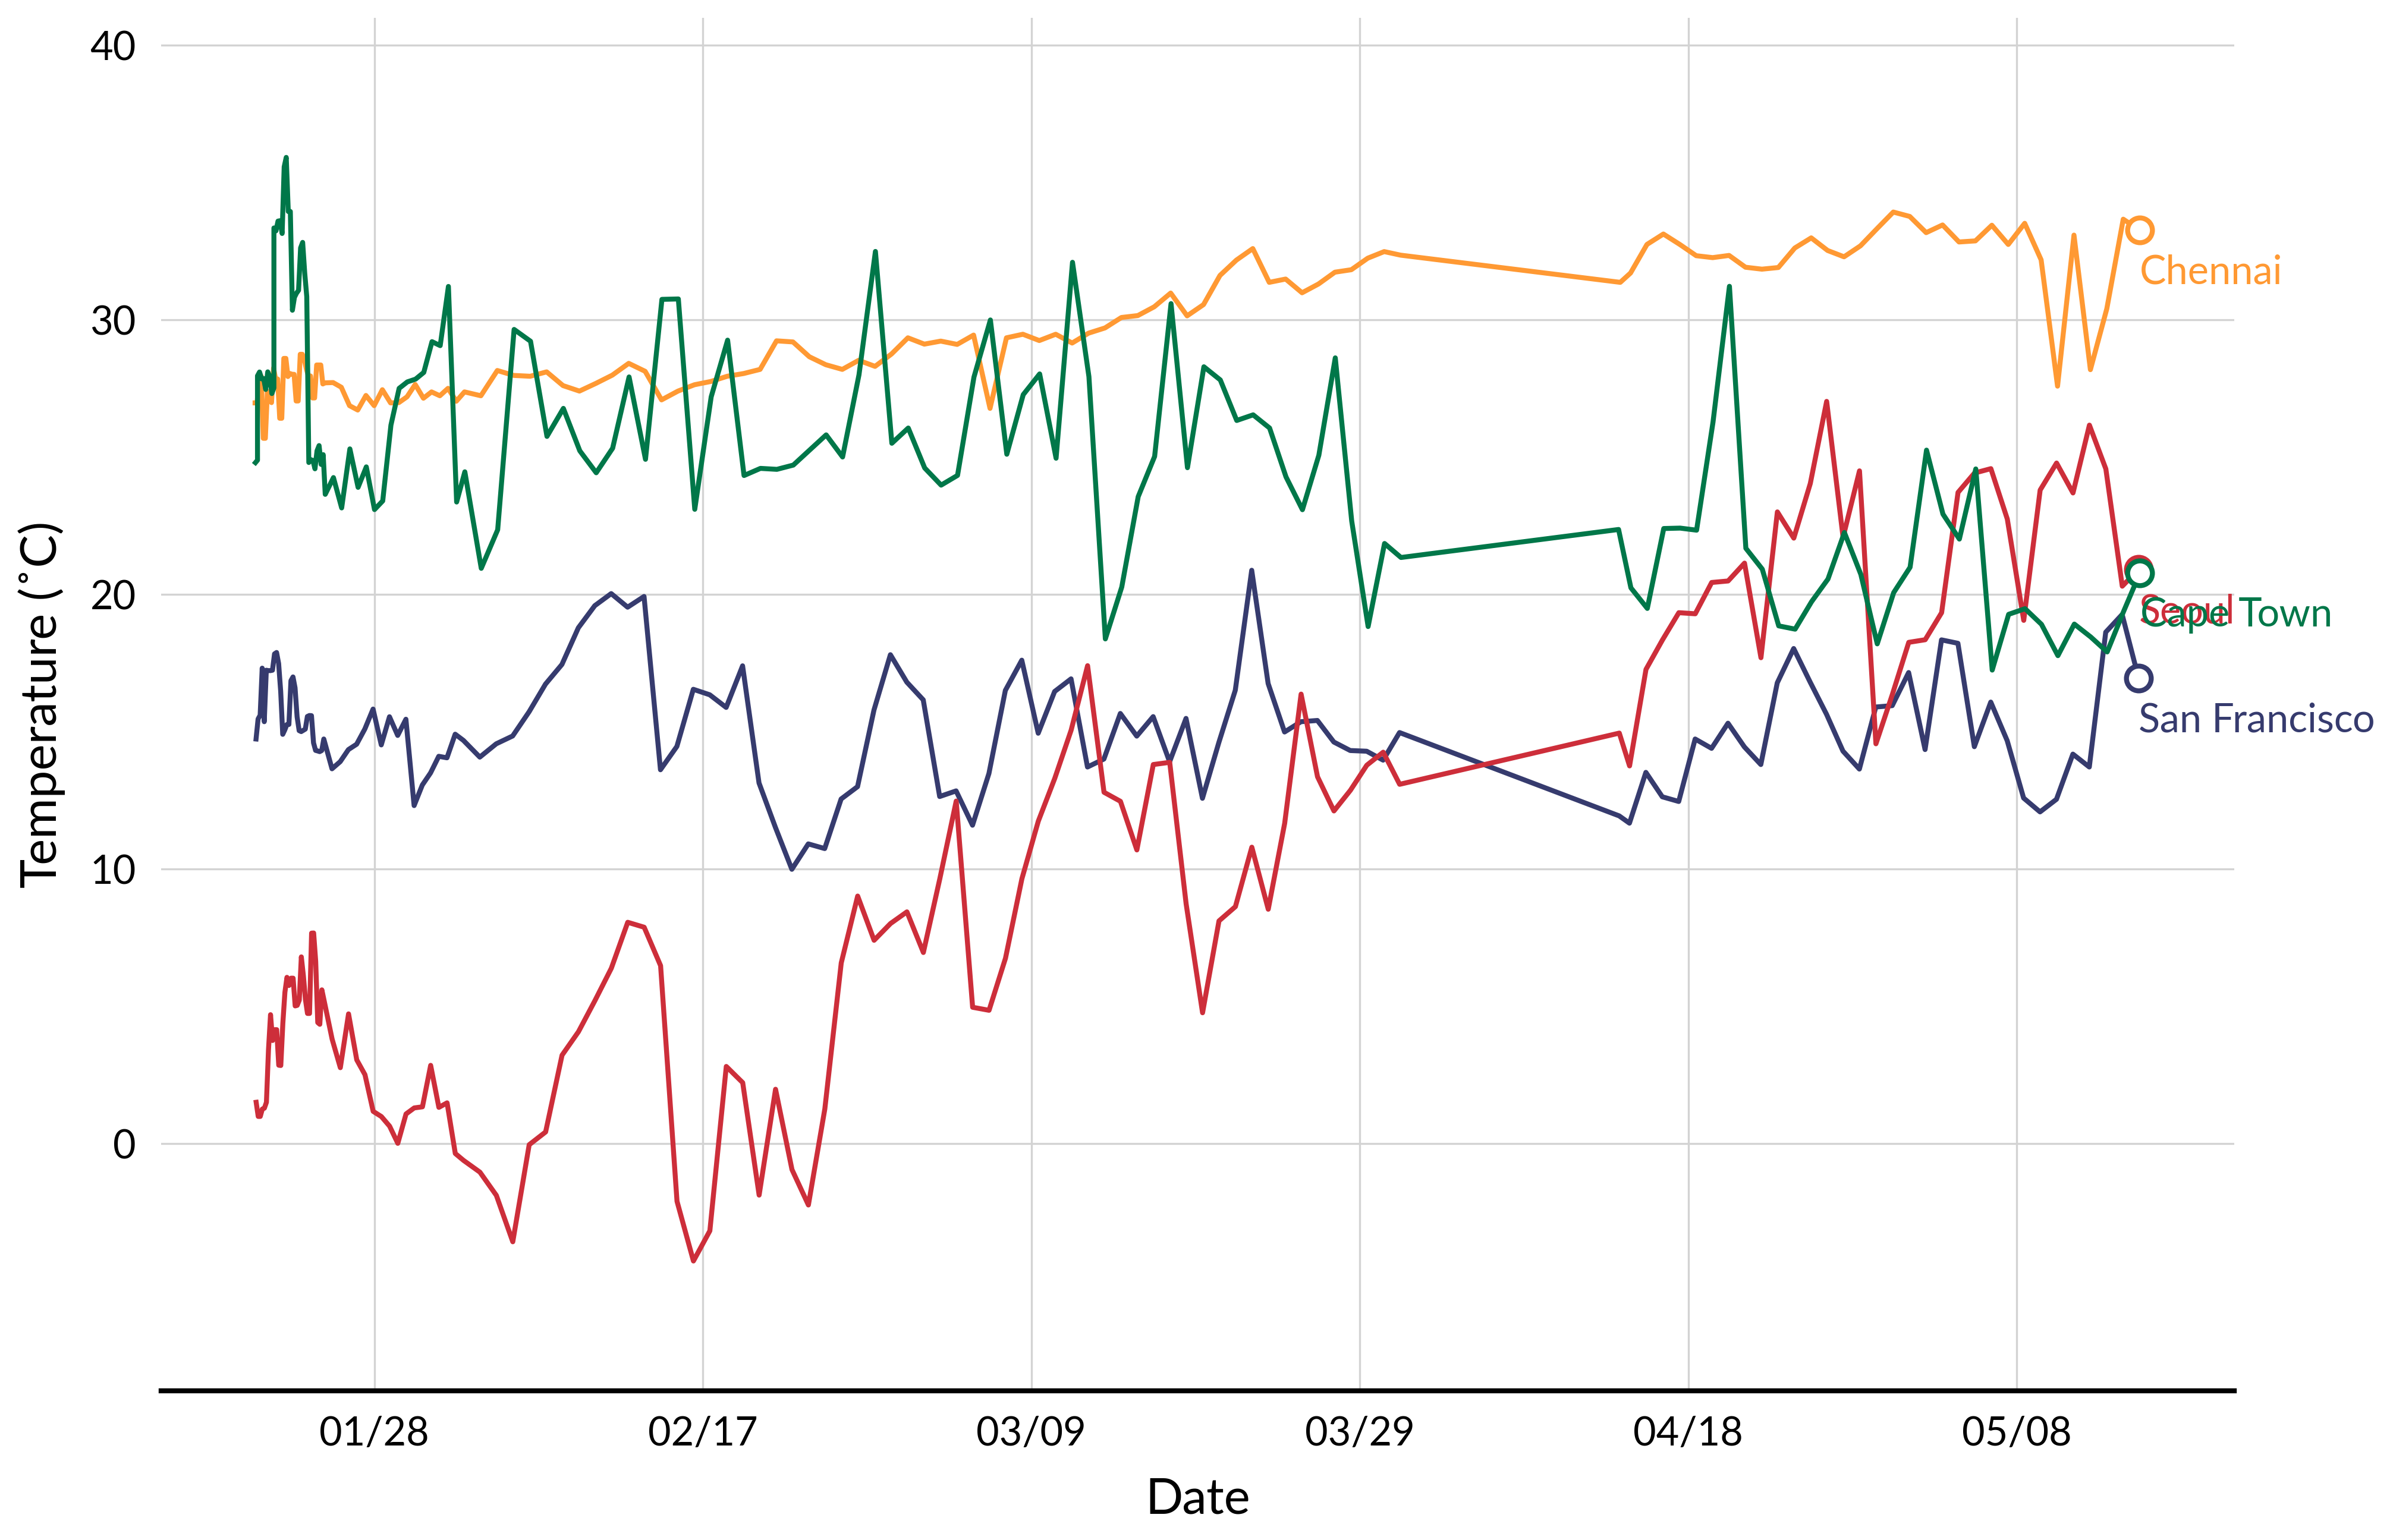 40
30
20
10
0
Temperature (°C)
Chennai
Seoul
Cape Town
San Francisco
01/28 02/17 03/09 03/29 04/18 05/08
Date